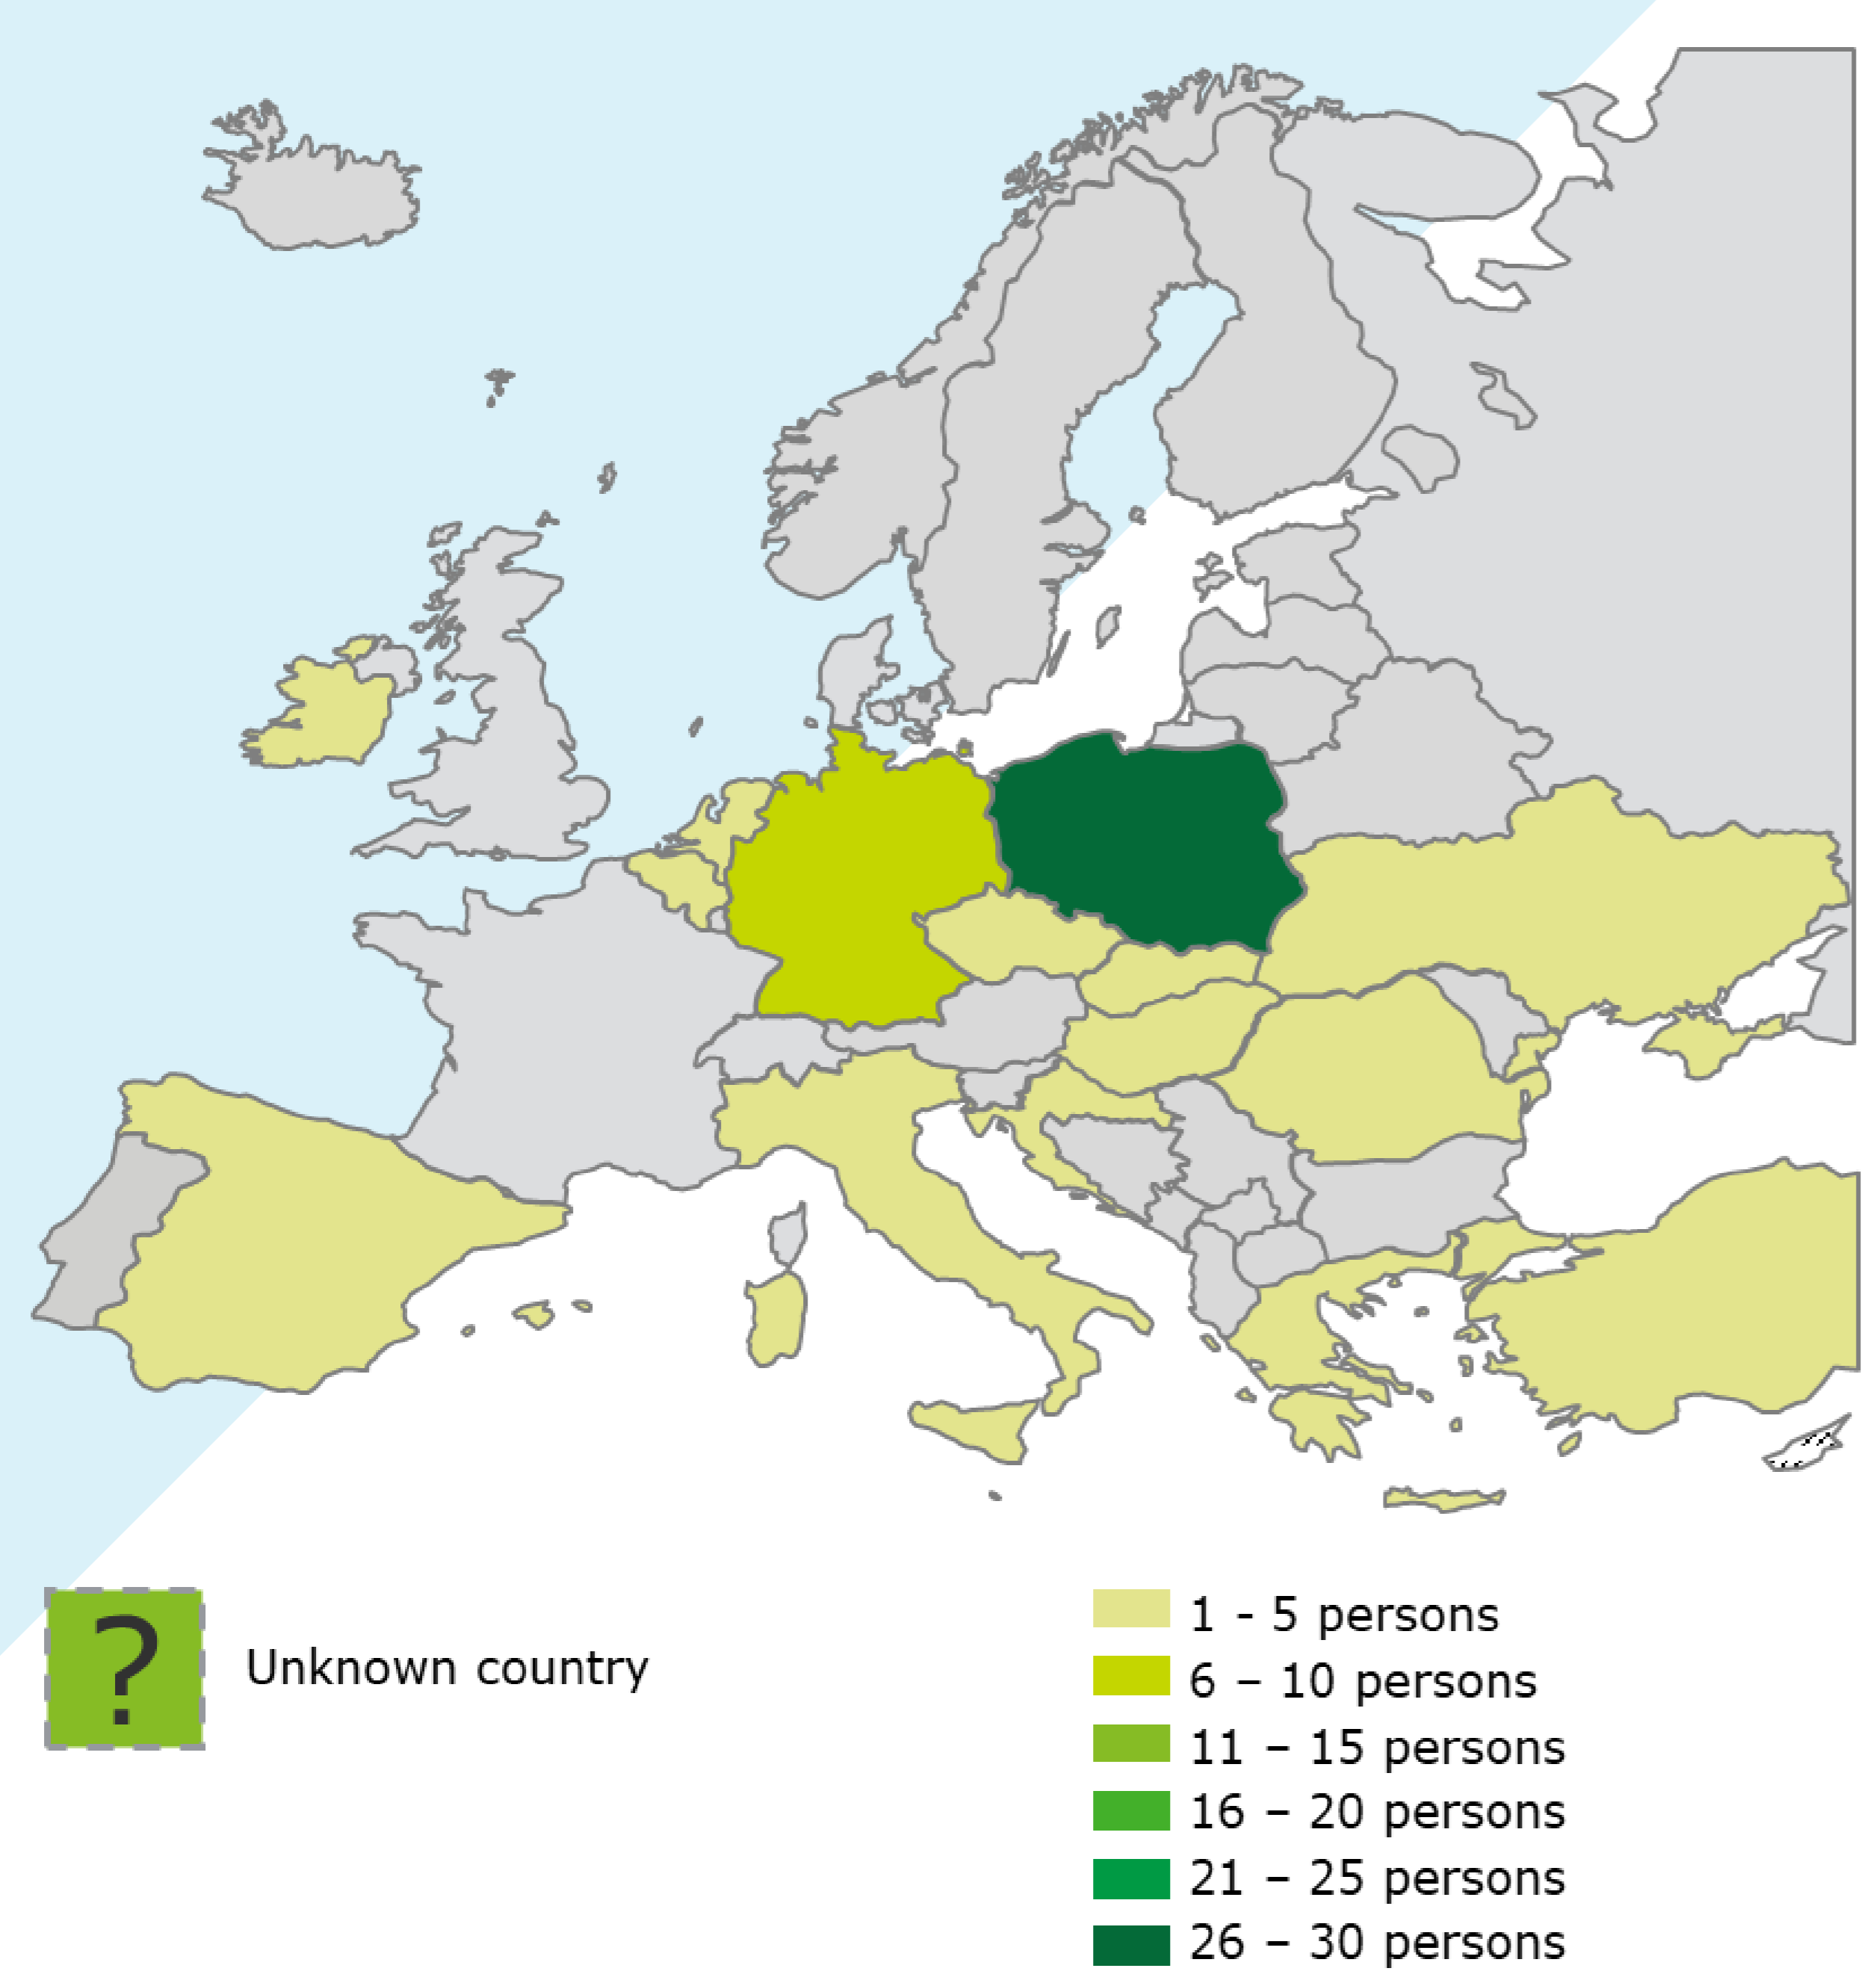 ?
Unknown country
1 - 5 persons
6 – 10 persons
11 – 15 persons
16 – 20 persons
21 – 25 persons
26 – 30 persons